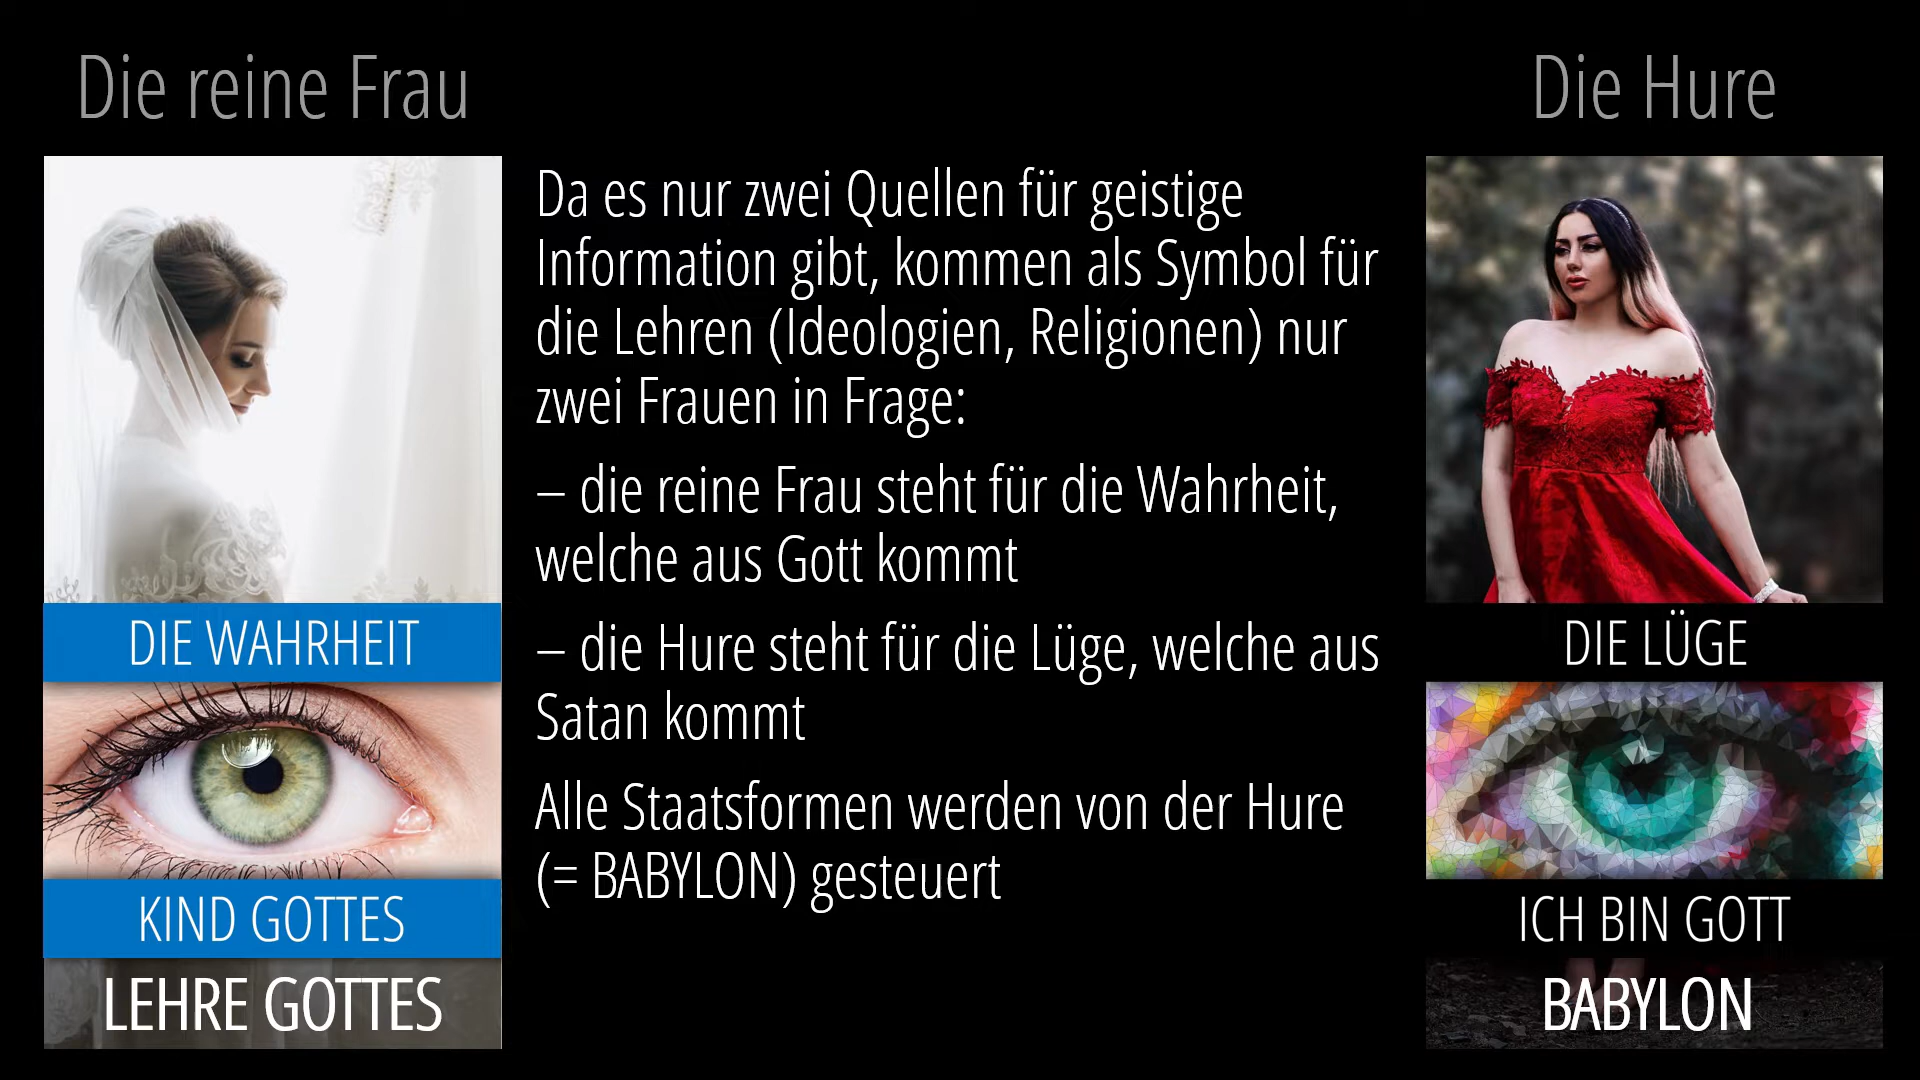 Die reine Frau
Die Hure
Da es nur zwei Quellen für geistige
Information gibt, kommen als Symbol für
die Lehren (Ideologien, Religionen) nur
zwei Frauen in Frage:
– die reine Frau steht für die Wahrheit,
welche aus Gott kommt
– die Hure steht für die Lüge, welche aus
Satan kommt
Alle Staatsformen werden von der Hure
(= BABYLON) gesteuert
DIE WAHRHEIT
KIND GOTTES
LEHRE GOTTES
DIE LÜGE
ICH BIN GOTT
BABYLON